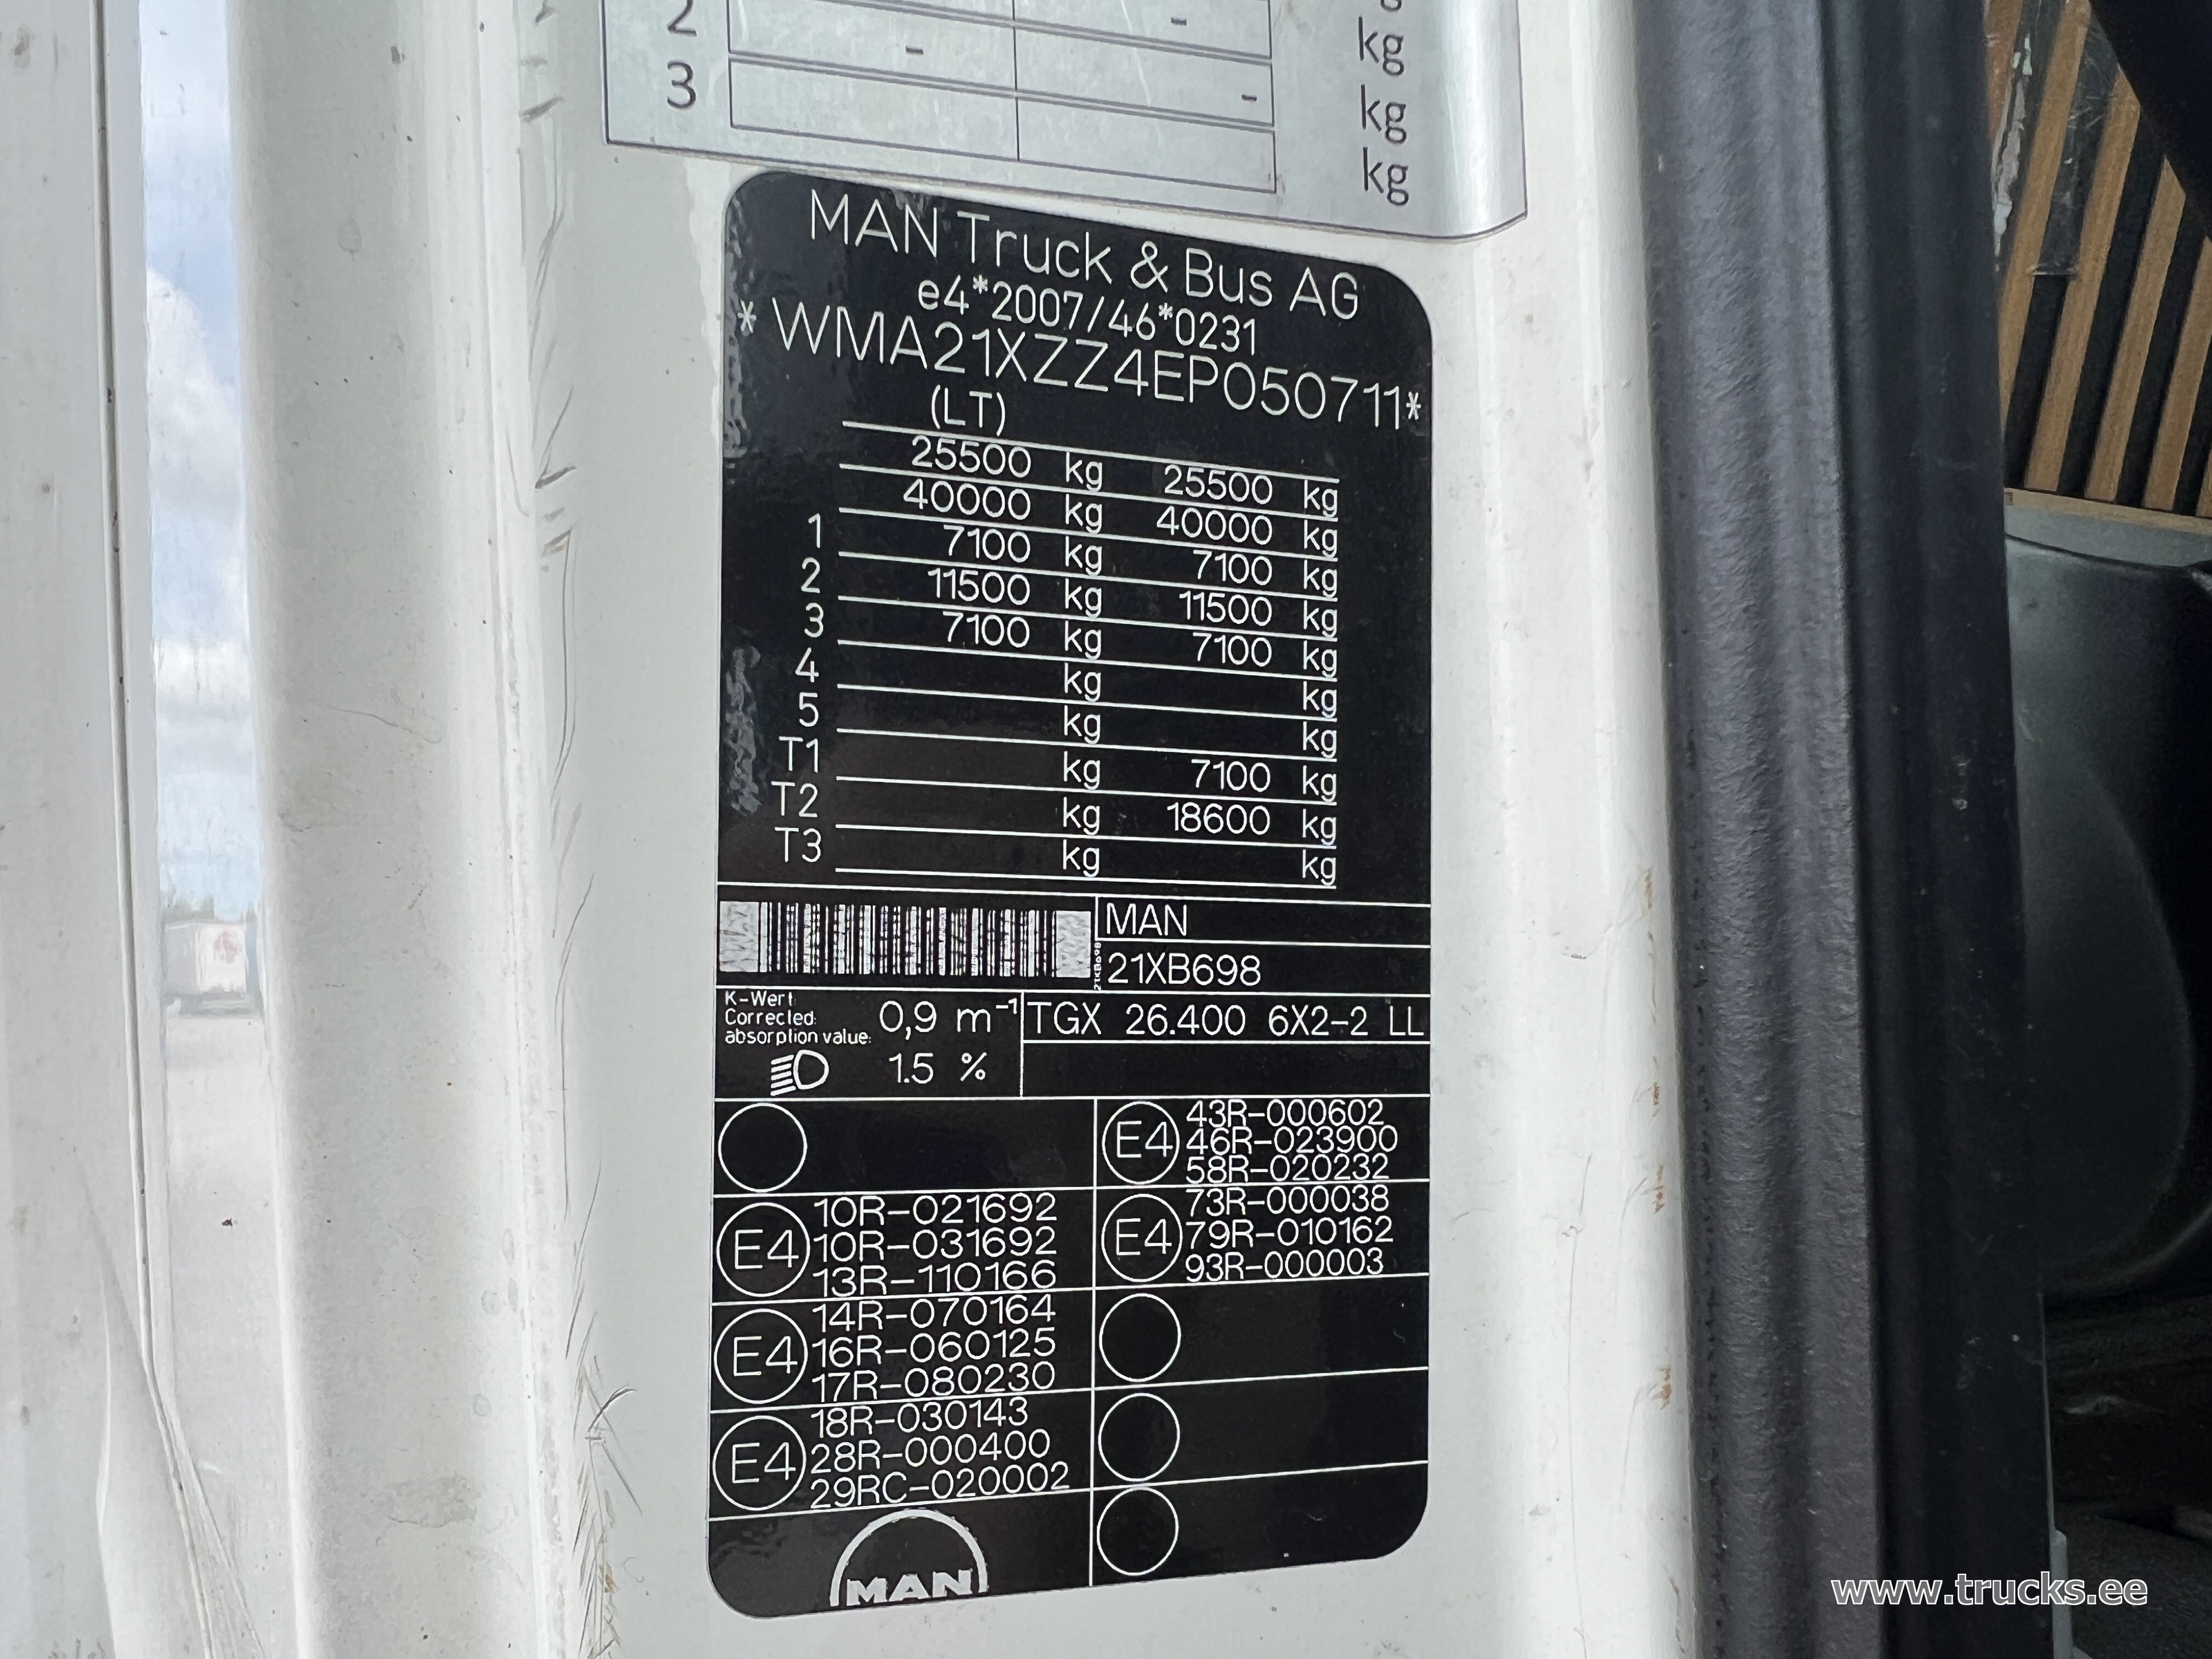 2 - kg
3 - - kg
kg
MAN Truck & Bus AG
e4*2007/46*0231
*WMA21XZZ4EP050711*
(LT)
25500 kg 25500 kg
40000 kg 40000 kg
1 7100 kg 7100 kg
2 11500 kg 11500 kg
3 7100 kg 7100 kg
4 kg kg
5 kg kg
T1 kg 7100 kg
T2 kg 18600 kg
T3 kg kg
MAN
21XB698
K-Wert:
Corrected:
absorption value:
0,9 m⁻¹
TGX 26.400 6X2-2 LL
1.5 %
E4
43R-000602
46R-023900
58R-020232
E4
10R-021692
10R-031692
13R-110166
E4
73R-000038
79R-010162
93R-000003
E4
14R-070164
16R-060125
17R-080230
E4
18R-030143
28R-000400
29RC-020002
MAN
www.trucks.ee